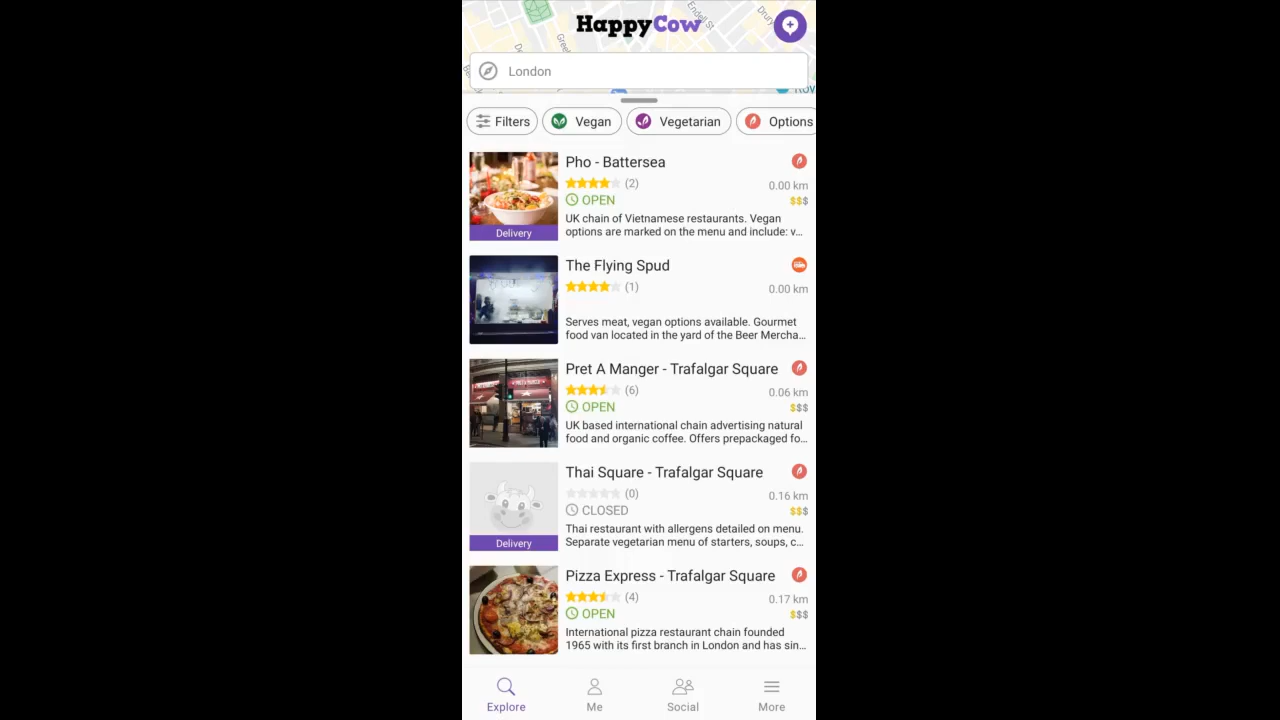 Endell St
Drury
HappyCow
London
Filters
Vegan
Vegetarian
Options
Pho - Battersea
(2)
0.00 km
OPEN
$$$
UK chain of Vietnamese restaurants. Vegan
options are marked on the menu and include: v...
Delivery
The Flying Spud
(1)
0.00 km
Serves meat, vegan options available. Gourmet
food van located in the yard of the Beer Mercha...
Pret A Manger - Trafalgar Square
(6)
0.06 km
OPEN
$$$
UK based international chain advertising natural
food and organic coffee. Offers prepackaged fo...
Thai Square - Trafalgar Square
(0)
0.16 km
CLOSED
$$$
Thai restaurant with allergens detailed on menu.
Separate vegetarian menu of starters, soups, c...
Delivery
Pizza Express - Trafalgar Square
(4)
0.17 km
OPEN
$$$
International pizza restaurant chain founded
1965 with its first branch in London and has sin...
Explore
Me
Social
More